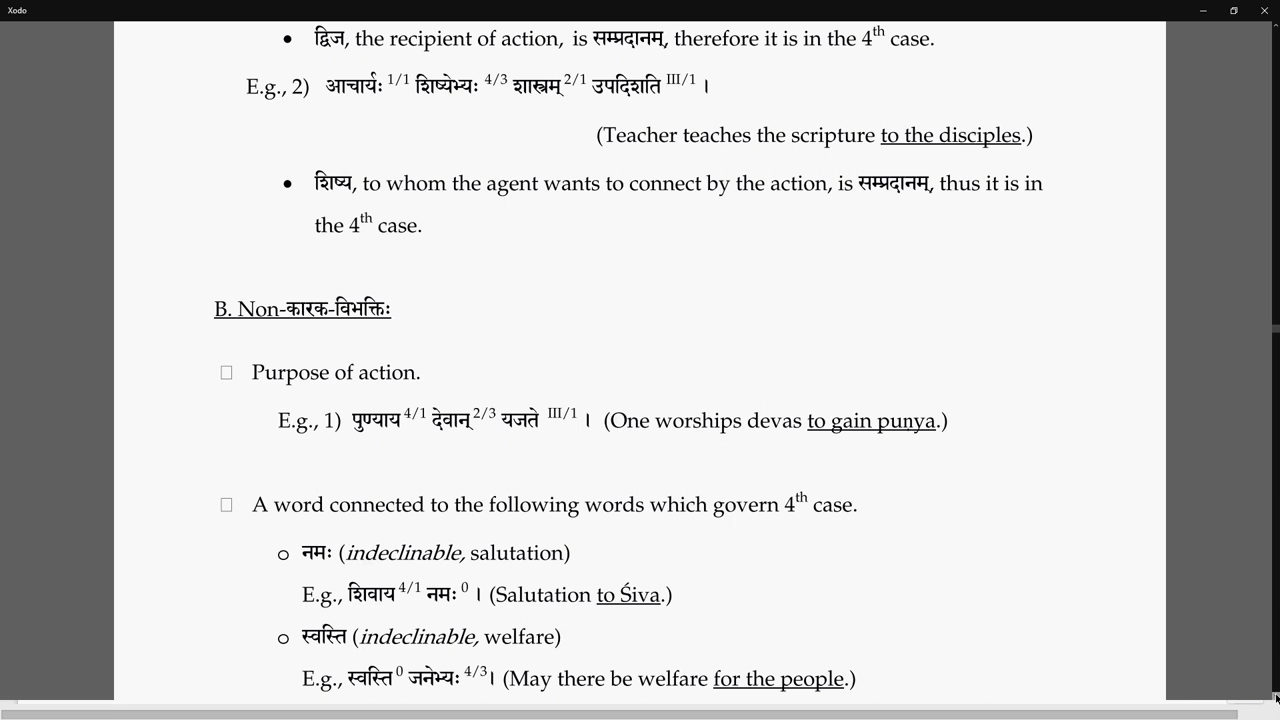 Xodo
• द्विज, the recipient of action, is सम्प्रदानम्, therefore it is in the 4th case.
E.g., 2) आचार्यः 1/1 शिष्येभ्यः 4/3 शास्त्रम् 2/1 उपदिशति III/1 ।
(Teacher teaches the scripture to the disciples.)
• शिष्य, to whom the agent wants to connect by the action, is सम्प्रदानम्, thus it is in
the 4th case.
B. Non-कारक-विभक्तिः
Purpose of action.
E.g., 1) पुण्याय 4/1 देवान् 2/3 यजते III/1 । (One worships devas to gain puṇya.)
A word connected to the following words which govern 4th case.
o नमः (indeclinable, salutation)
E.g., शिवाय 4/1 नमः 0 । (Salutation to Śiva.)
o स्वस्ति (indeclinable, welfare)
E.g., स्वस्ति 0 जनेभ्यः 4/3। (May there be welfare for the people.)